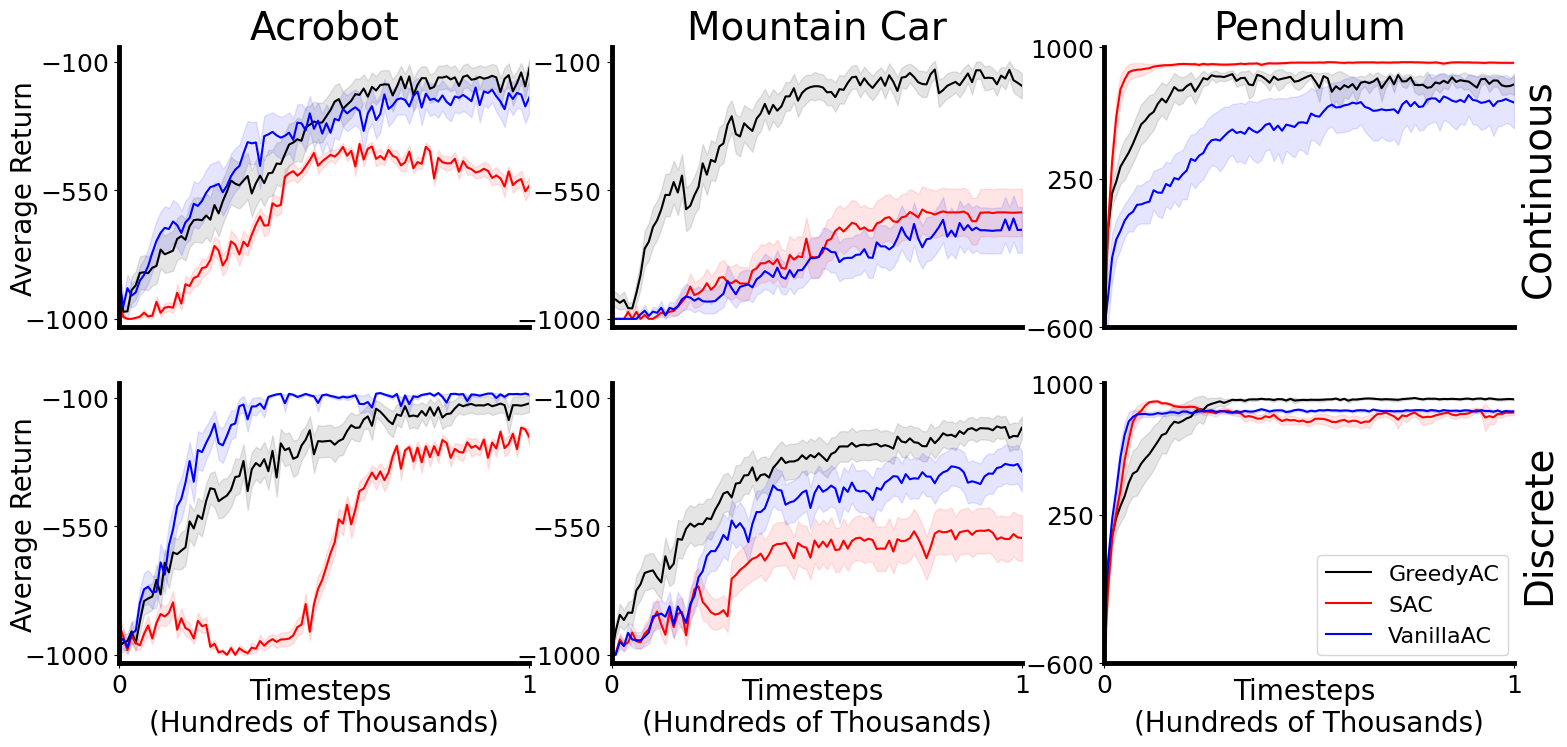 Acrobot
Mountain Car
Pendulum
Average Return
−100
−550
−1000
−100
−550
−1000
1000
250
−600
Continuous
Average Return
−100
−550
−1000
0
1
Timesteps
(Hundreds of Thousands)
−100
−550
−1000
0
1
Timesteps
(Hundreds of Thousands)
1000
250
−600
0
1
Timesteps
(Hundreds of Thousands)
GreedyAC
SAC
VanillaAC
Discrete